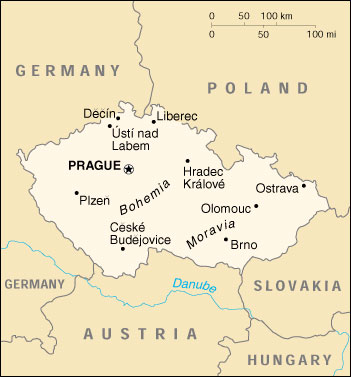 0 50 100 km
0 50 100 mi
GERMANY
POLAND
Decín
Liberec
Ústí nad
Labem
PRAGUE
Hradec
Králové
Ostrava
Plzen
Bohemia
Olomouc
Moravia
České
Budejovice
Brno
GERMANY
Danube
SLOVAKIA
AUSTRIA
HUNGARY